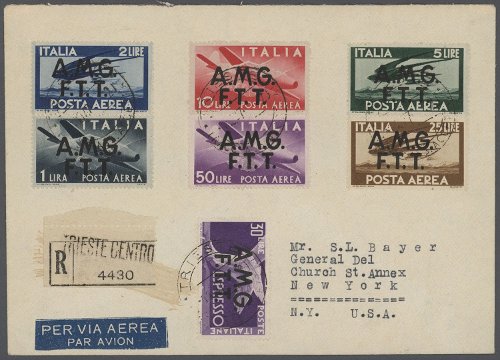 ITALIA 2 LIRE
A.M.G.
F.T.T.
POSTA AEREA
ITALIA
A.M.G.
F.T.T.
1 LIRA POSTA AEREA
ITALIA
A.M.G.
F.T.T.
10 LIRE POSTA AEREA
ITALIA
A.M.G.
F.T.T.
50 LIRE POSTA AEREA
ITALIA 5 LIRE
A.M.G.
F.T.T.
POSTA AEREA
ITALIA
A.M.G.
F.T.T.
25 LIRE
POSTA AEREA
TRIESTE CENTRO
R
4430
30 LIRE POSTE ITALIANE
A.M.G.
F.T.T.
ESPRESSO
Mr. S.L. Bayer
General Del
Church St. Annex
New York
N.Y. U.S.A.
PER VIA AEREA
PAR AVION